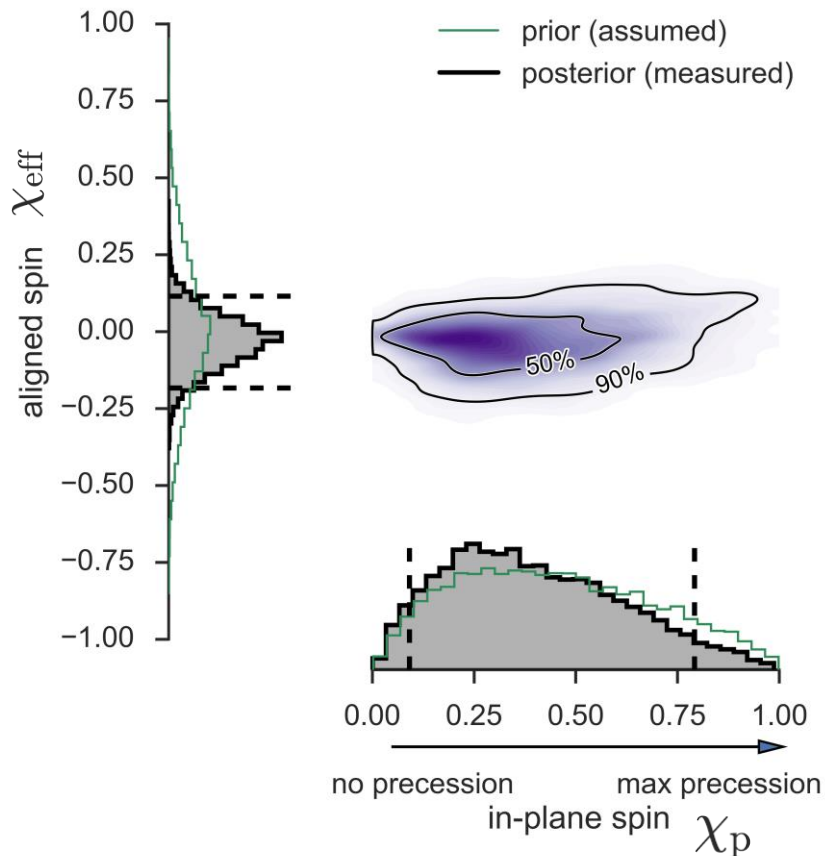 prior (assumed)
posterior (measured)
1.00
0.75
0.50
0.25
0.00
−0.25
−0.50
−0.75
−1.00
aligned spin χeff
50%
90%
0.00 0.25 0.50 0.75 1.00
no precession max precession
in-plane spin χp